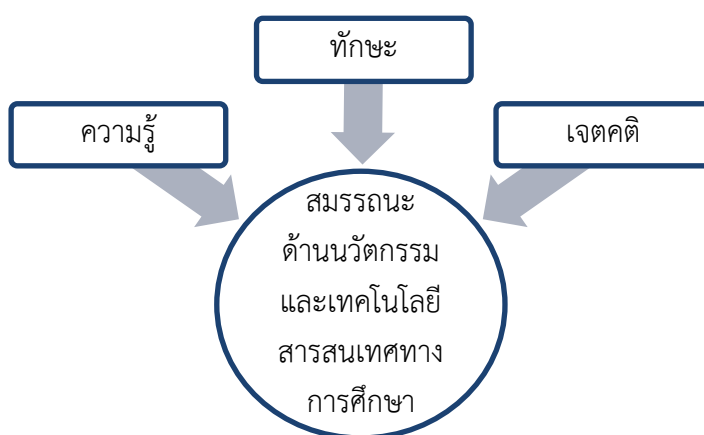 ทักษะ
ความรู้
เจตคติ
สมรรถนะ
ด้านนวัตกรรม
และเทคโนโลยี
สารสนเทศทาง
การศึกษา